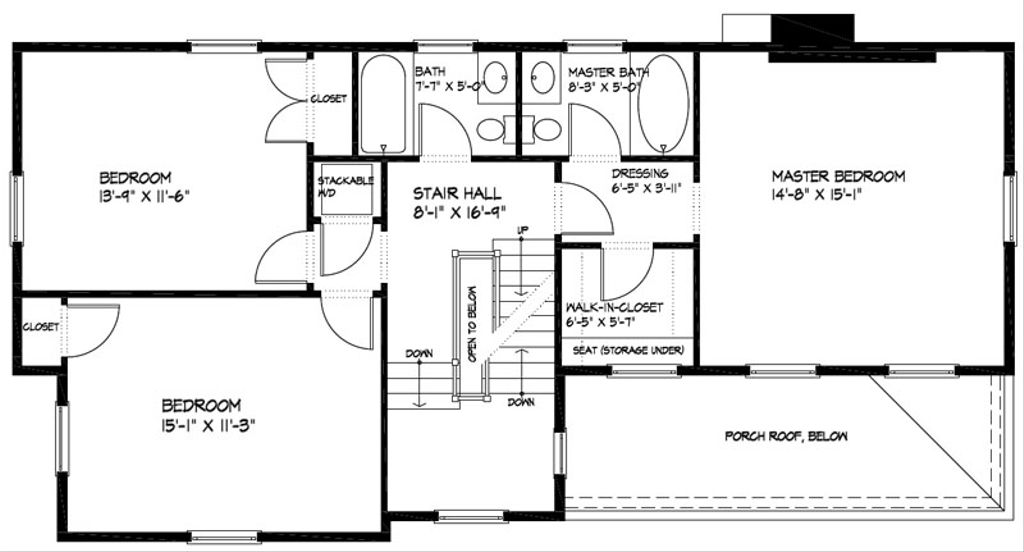 BATH
7'-7" X 5'-0"
MASTER BATH
8'-3" X 5'-0"
CLOSET
BEDROOM
13'-9" X 11'-6"
STACKABLE
W/D
STAIR HALL
8'-1" X 16'-9"
DRESSING
6'-5" X 3'-11"
MASTER BEDROOM
14'-8" X 15'-1"
UP
OPEN TO BELOW
WALK-IN-CLOSET
6'-5" X 5'-7"
SEAT (STORAGE UNDER)
CLOSET
DOWN
DOWN
BEDROOM
15'-1" X 11'-3"
PORCH ROOF, BELOW